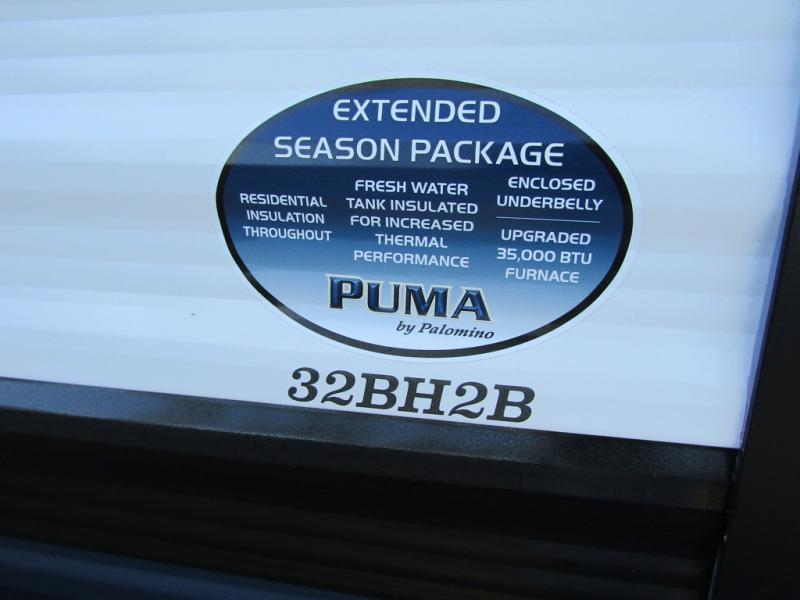 EXTENDED
SEASON PACKAGE
RESIDENTIAL
INSULATION
THROUGHOUT
FRESH WATER
TANK INSULATED
FOR INCREASED
THERMAL
PERFORMANCE
ENCLOSED
UNDERBELLY
UPGRADED
35,000 BTU
FURNACE
PUMA
by Palomino
32BH2B